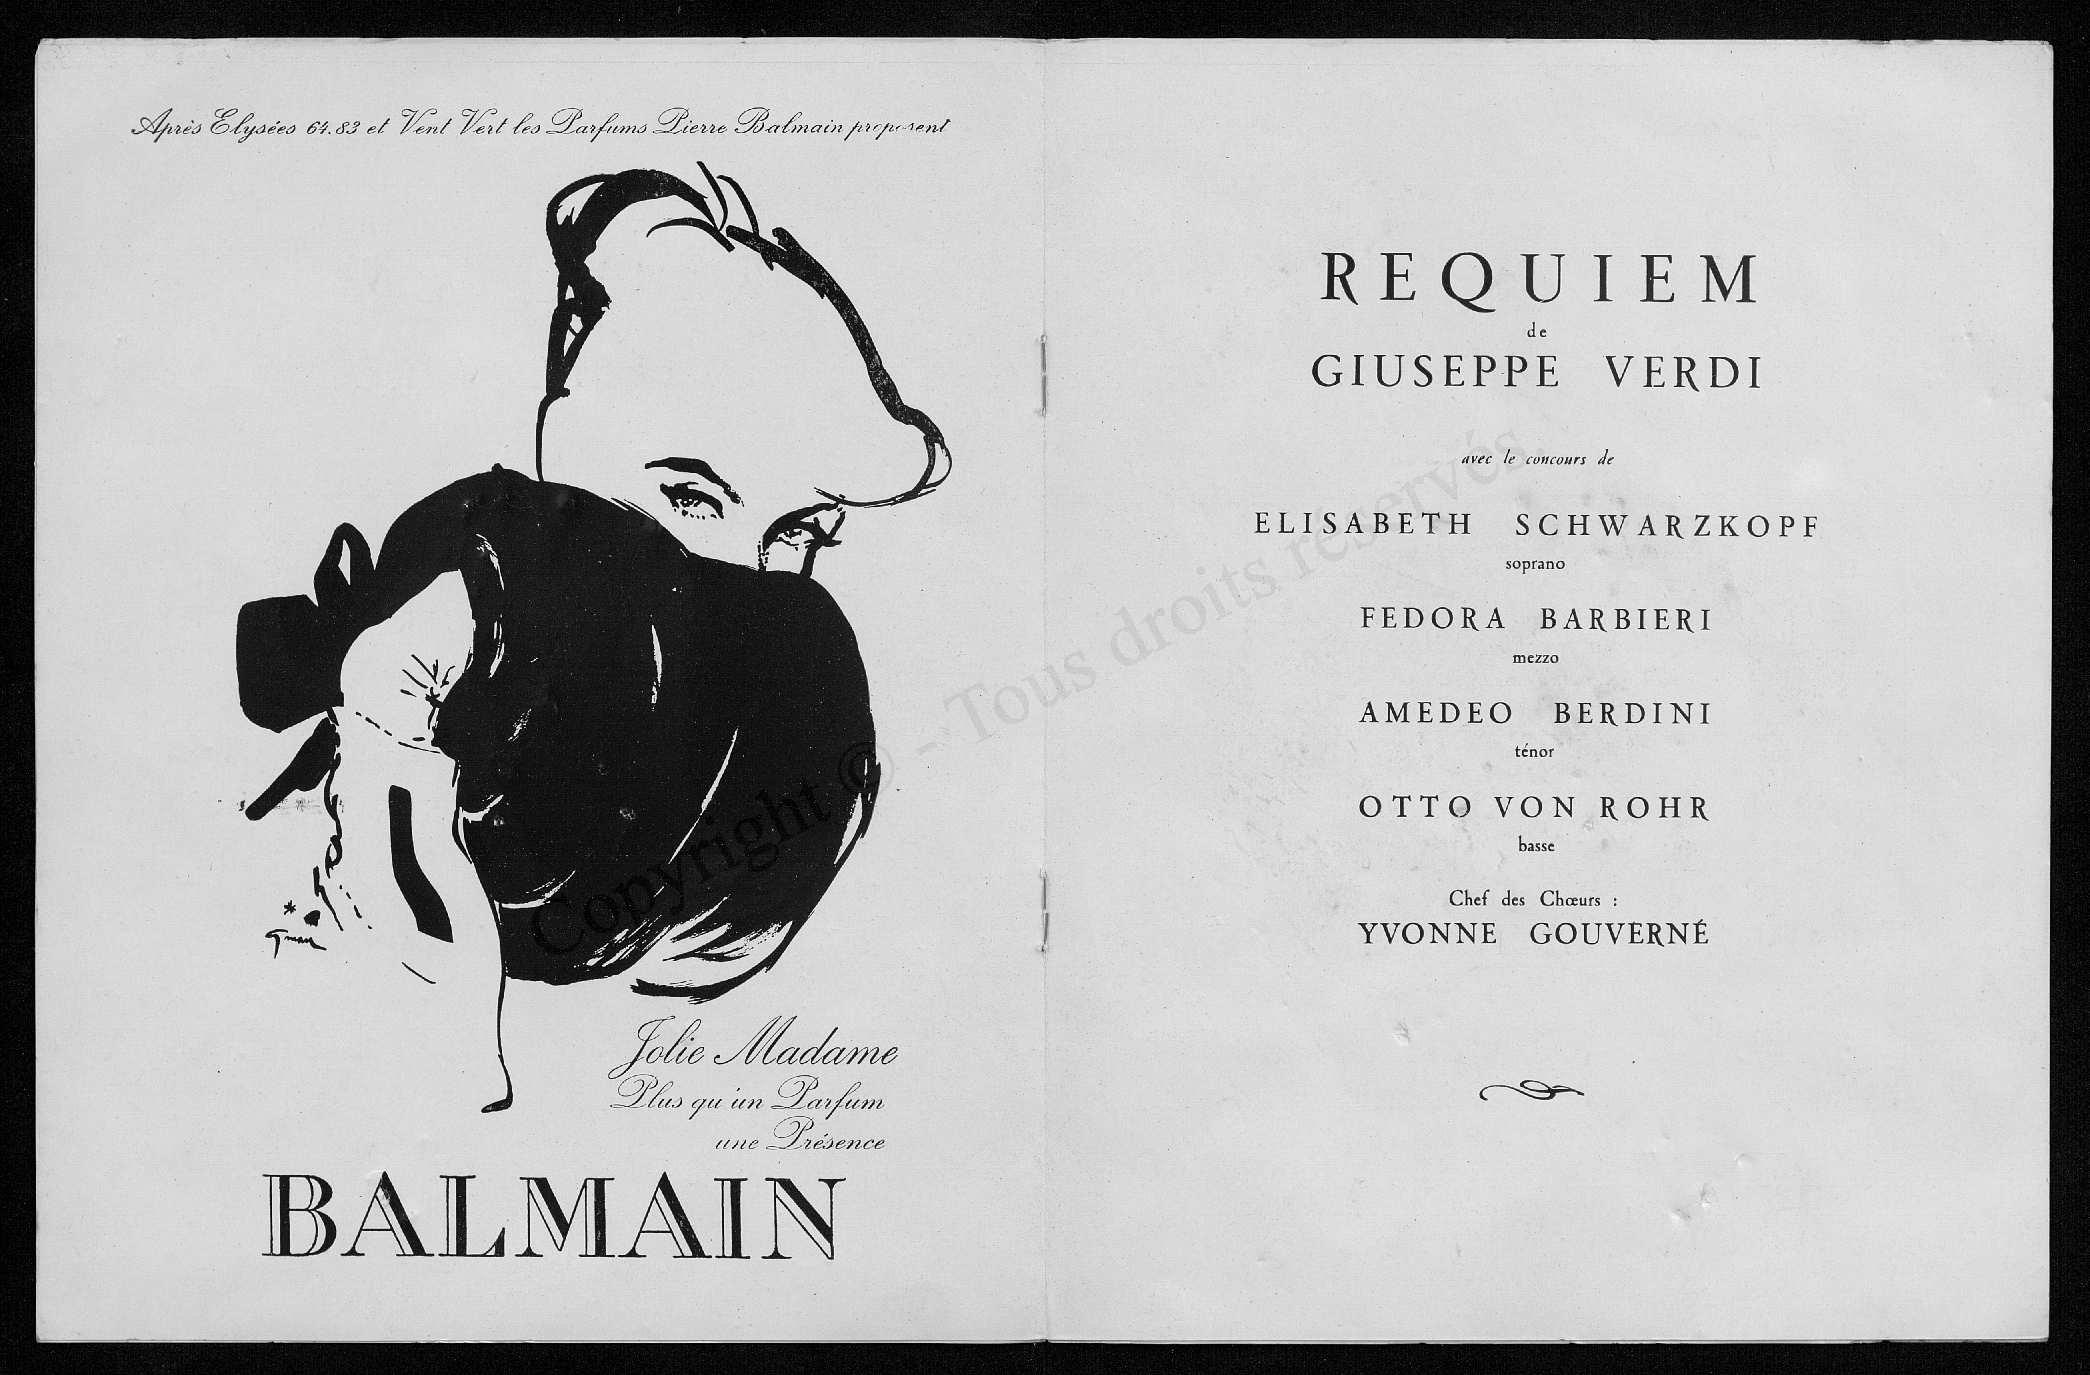 Après Elysées 64.83 et Vent Vert les Parfums Pierre Balmain proposent
Gruau
Jolie Madame
Plus qu'un Parfum
une Présence
BALMAIN
REQUIEM
de
GIUSEPPE VERDI
avec le concours de
ELISABETH SCHWARZKOPF
soprano
FEDORA BARBIERI
mezzo
AMEDEO BERDINI
ténor
OTTO VON ROHR
basse
Chef des Chœurs :
YVONNE GOUVERNÉ
Copyright © - Tous droits reservés